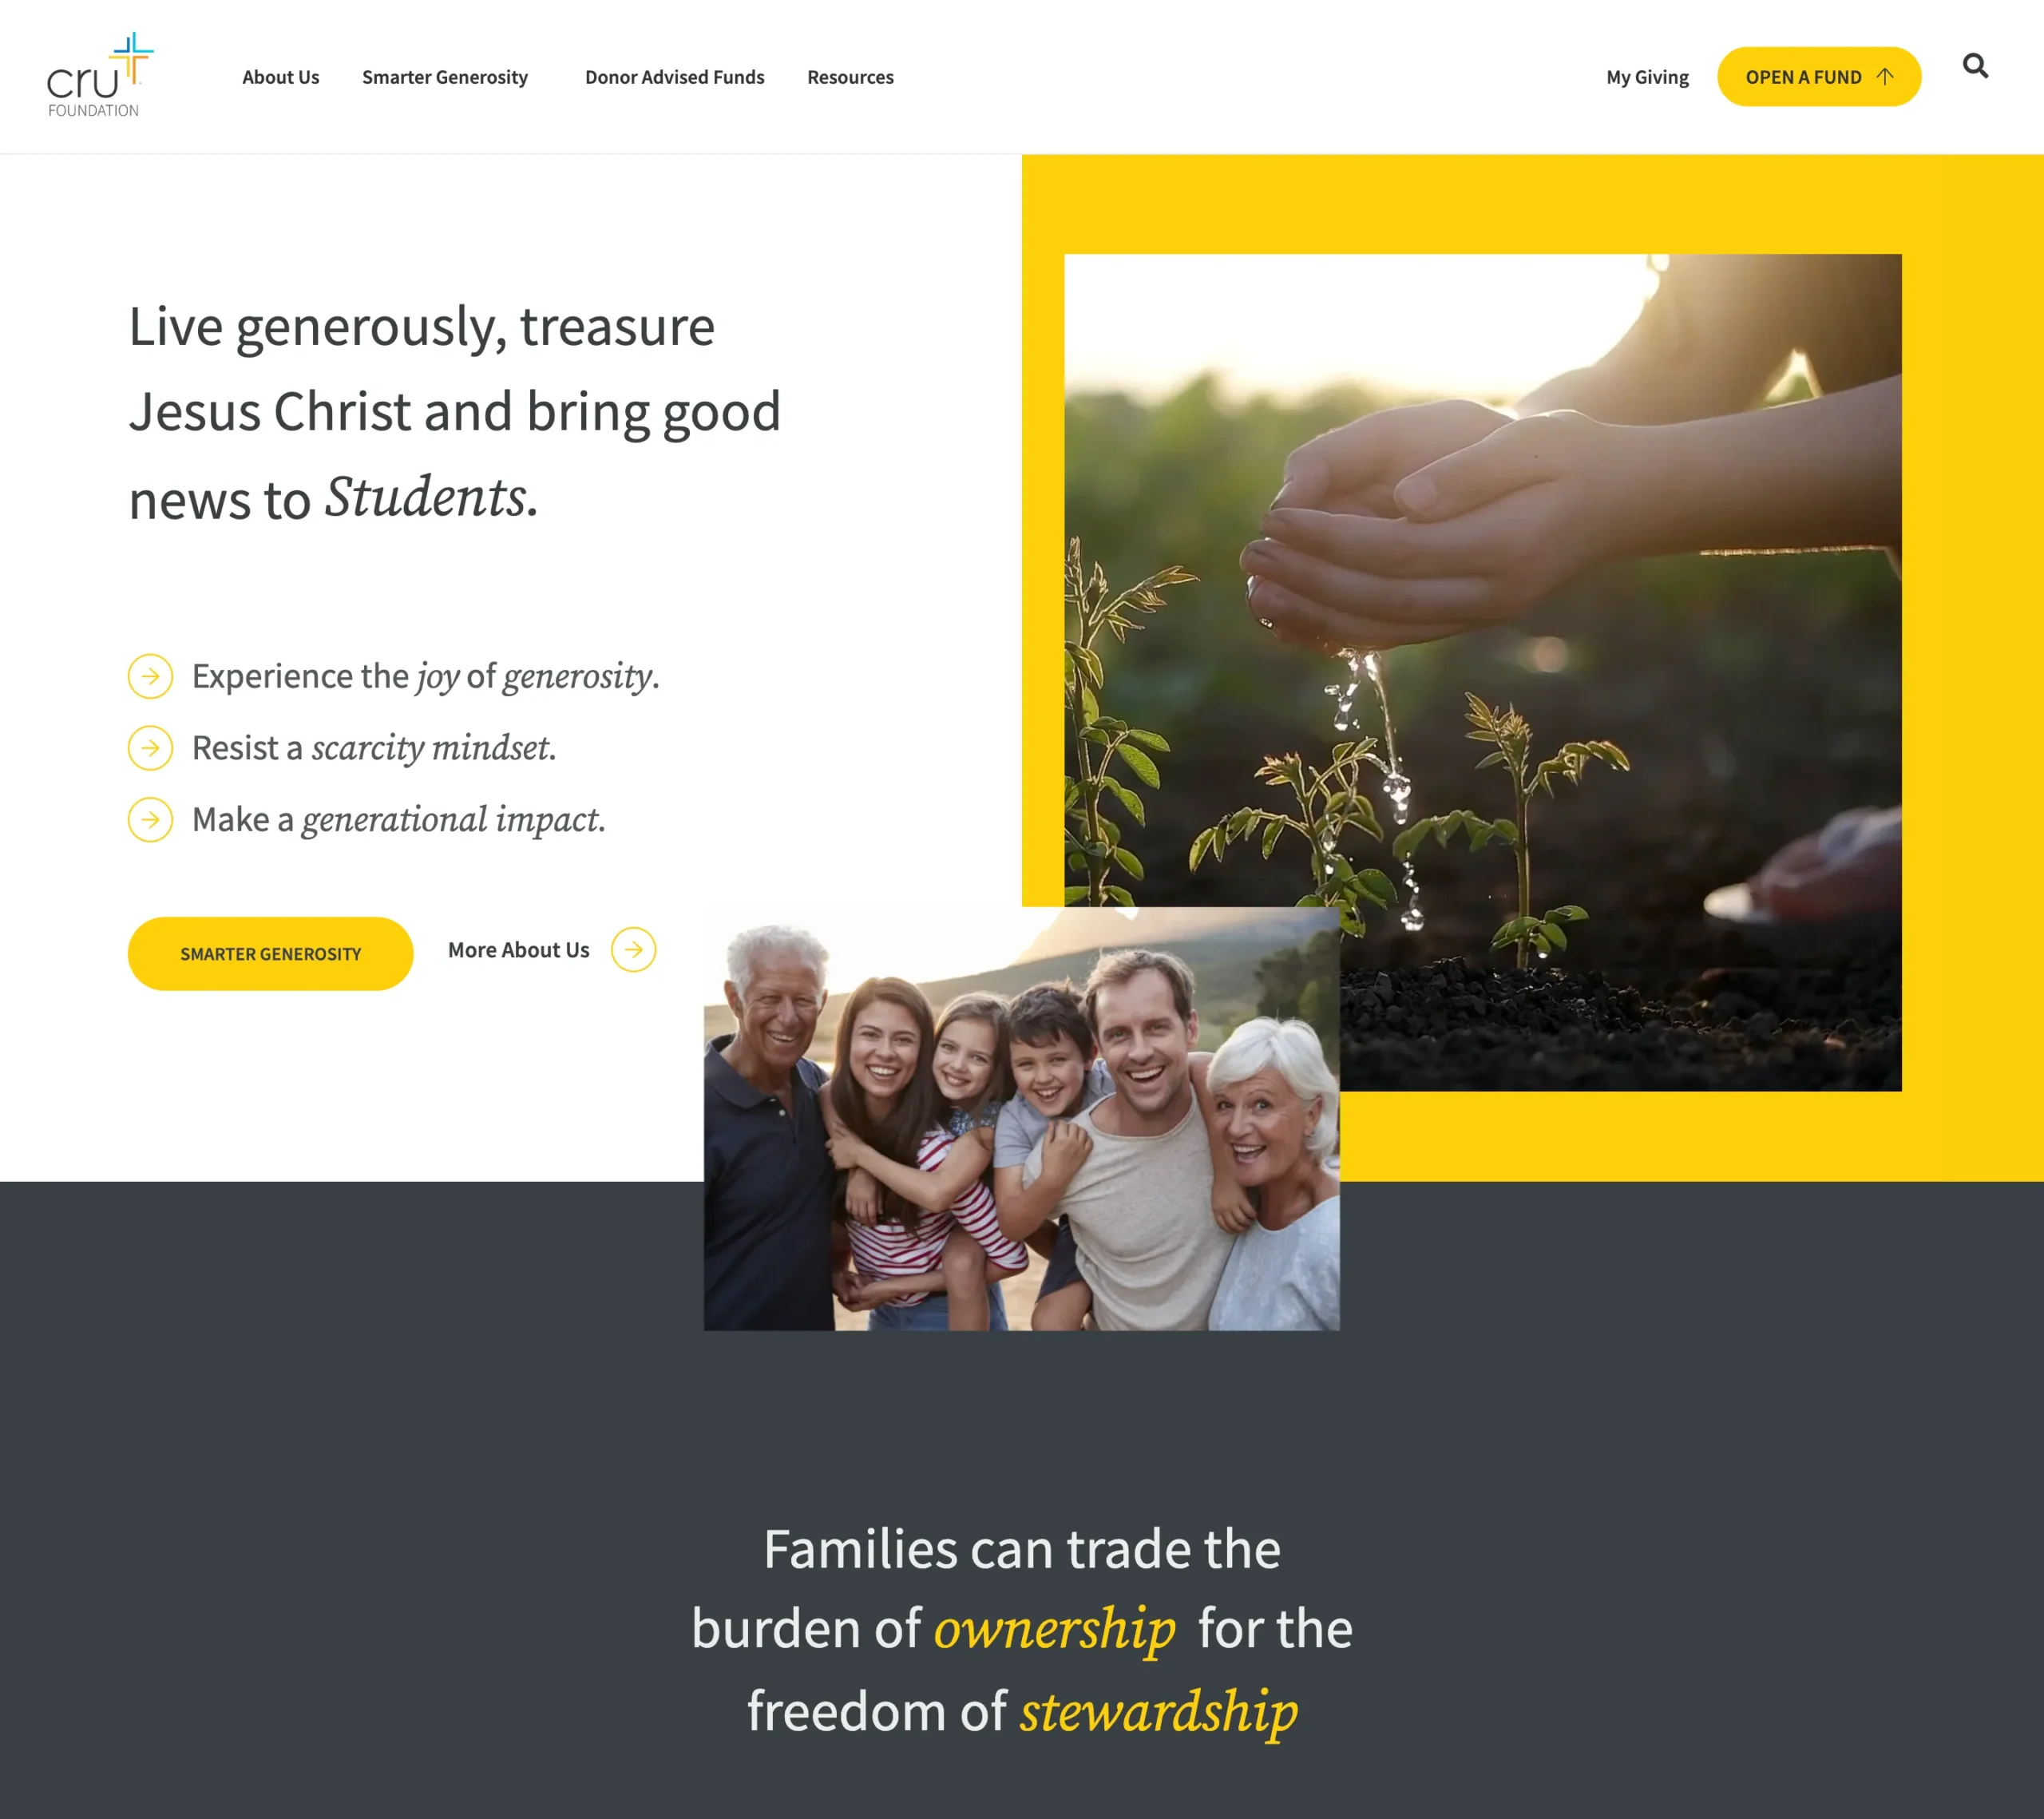 cru
FOUNDATION
About Us
Smarter Generosity
Donor Advised Funds
Resources
My Giving
OPEN A FUND
Live generously, treasure
Jesus Christ and bring good
news to Students.
Experience the joy of generosity.
Resist a scarcity mindset.
Make a generational impact.
SMARTER GENEROSITY
More About Us
Families can trade the
burden of ownership for the
freedom of stewardship